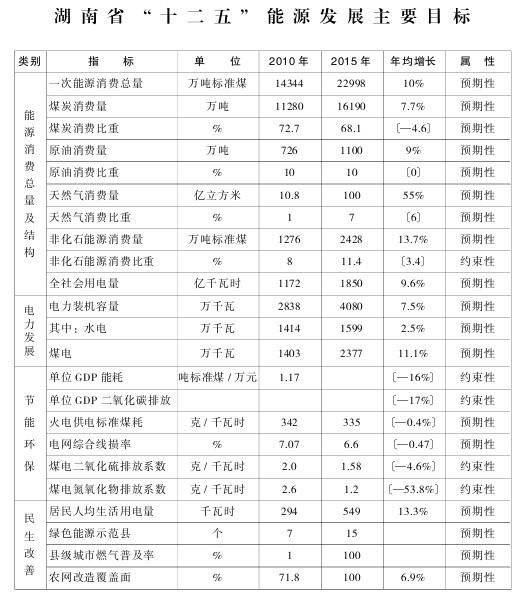 湖南省“十二五”能源发展主要目标
类别 指标 单位 2010年 2015年 年均增长 属性
能源消费总量及结构
一次能源消费总量 万吨标准煤 14344 22998 10% 预期性
煤炭消费量 万吨 11280 16190 7.7% 预期性
煤炭消费比重 % 72.7 68.1 〔—4.6〕 预期性
原油消费量 万吨 726 1100 9% 预期性
原油消费比重 % 10 10 〔0〕 预期性
天然气消费量 亿立方米 10.8 100 55% 预期性
天然气消费比重 % 1 7 〔6〕 预期性
非化石能源消费量 万吨标准煤 1276 2428 13.7% 预期性
非化石能源消费比重 % 8 11.4 〔3.4〕 约束性
全社会用电量 亿千瓦时 1172 1850 9.6% 预期性
电力发展
电力装机容量 万千瓦 2838 4080 7.5% 预期性
其中：水电 万千瓦 1414 1599 2.5% 预期性
煤电 万千瓦 1403 2377 11.1% 预期性
节能环保
单位GDP能耗 吨标准煤/万元 1.17 〔—16%〕 约束性
单位GDP二氧化碳排放 〔—17%〕 约束性
火电供电标准煤耗 克/千瓦时 342 335 〔—0.4%〕 预期性
电网综合线损率 % 7.07 6.6 〔—0.47〕 预期性
煤电二氧化硫排放系数 克/千瓦时 2.0 1.58 〔—4.6%〕 约束性
煤电氮氧化物排放系数 克/千瓦时 2.6 1.2 〔—53.8%〕 约束性
民生改善
居民人均生活用电量 千瓦时 294 549 13.3% 预期性
绿色能源示范县 个 7 15 预期性
县级城市燃气普及率 % 1 100 预期性
农网改造覆盖面 % 71.8 100 6.9% 预期性